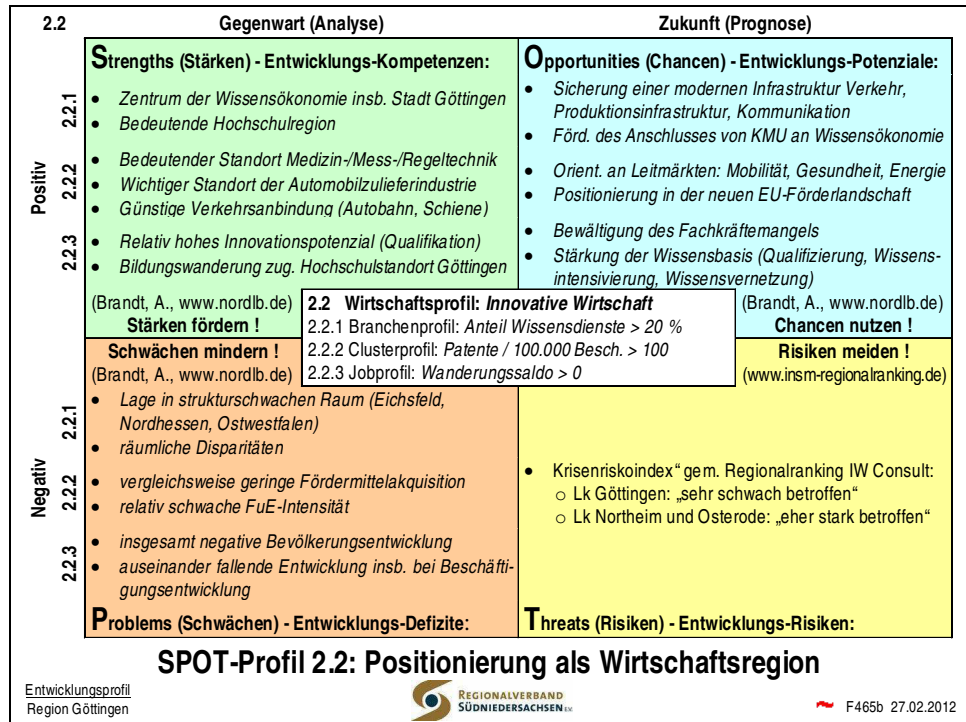 2.2 Gegenwart (Analyse) Zukunft (Prognose)
Positiv
2.2.1
2.2.2
2.2.3
Strengths (Stärken) - Entwicklungs-Kompetenzen:
• Zentrum der Wissensökonomie insb. Stadt Göttingen
• Bedeutende Hochschulregion
• Bedeutender Standort Medizin-/Mess-/Regeltechnik
• Wichtiger Standort der Automobilzulieferindustrie
• Günstige Verkehrsanbindung (Autobahn, Schiene)
• Relativ hohes Innovationspotenzial (Qualifikation)
• Bildungswanderung zug. Hochschulstandort Göttingen
(Brandt, A., www.nordlb.de)
Stärken fördern !
Opportunities (Chancen) - Entwicklungs-Potenziale:
• Sicherung einer modernen Infrastruktur Verkehr,
Produktionsinfrastruktur, Kommunikation
• Förd. des Anschlusses von KMU an Wissensökonomie
• Orient. an Leitmärkten: Mobilität, Gesundheit, Energie
• Positionierung in der neuen EU-Förderlandschaft
• Bewältigung des Fachkräftemangels
• Stärkung der Wissensbasis (Qualifizierung, Wissens-
intensivierung, Wissensvernetzung)
(Brandt, A., www.nordlb.de)
Chancen nutzen !
2.2 Wirtschaftsprofil: Innovative Wirtschaft
2.2.1 Branchenprofil: Anteil Wissensdienste > 20 %
2.2.2 Clusterprofil: Patente / 100.000 Besch. > 100
2.2.3 Jobprofil: Wanderungssaldo > 0
Negativ
2.2.1
2.2.2
2.2.3
Schwächen mindern !
(Brandt, A., www.nordlb.de)
• Lage in strukturschwachen Raum (Eichsfeld,
Nordhessen, Ostwestfalen)
• räumliche Disparitäten
• vergleichsweise geringe Fördermittelakquisition
• relativ schwache FuE-Intensität
• insgesamt negative Bevölkerungsentwicklung
• auseinander fallende Entwicklung insb. bei Beschäfti-
gungsentwicklung
Problems (Schwächen) - Entwicklungs-Defizite:
Risiken meiden !
(www.insm-regionalranking.de)
• Krisenrisikoindex“ gem. Regionalranking IW Consult:
o Lk Göttingen: „sehr schwach betroffen“
o Lk Northeim und Osterode: „eher stark betroffen“
Threats (Risiken) - Entwicklungs-Risiken:
SPOT-Profil 2.2: Positionierung als Wirtschaftsregion
Entwicklungsprofil
Region Göttingen
REGIONALVERBAND
SÜDNIEDERSACHSEN E.V.
F465b 27.02.2012